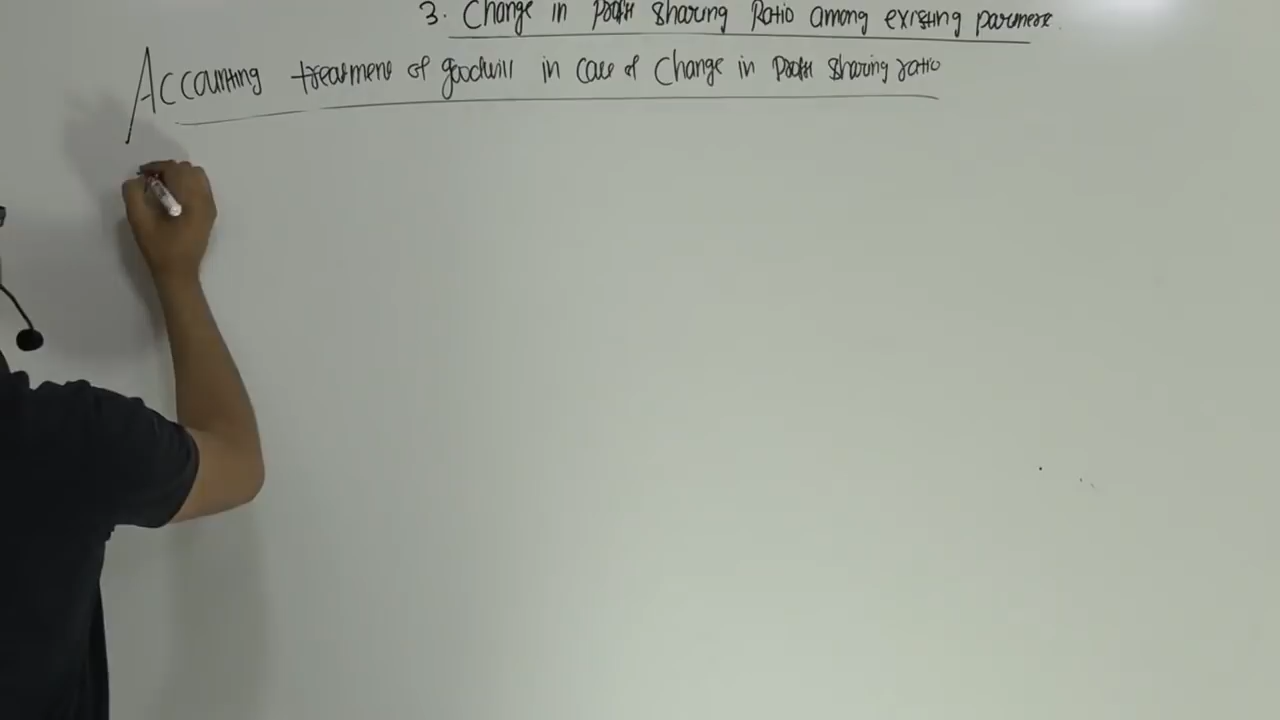 3. Change in Profit Sharing Ratio among existing partners.
Accounting treatment of goodwill in case of Change in Profit sharing ratio